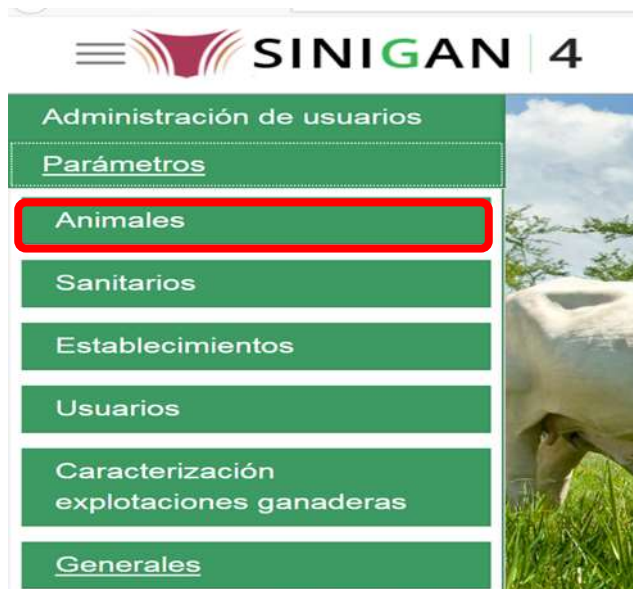 SINIGAN | 4
Administración de usuarios
Parámetros
Animales
Sanitarios
Establecimientos
Usuarios
Caracterización
explotaciones ganaderas
Generales